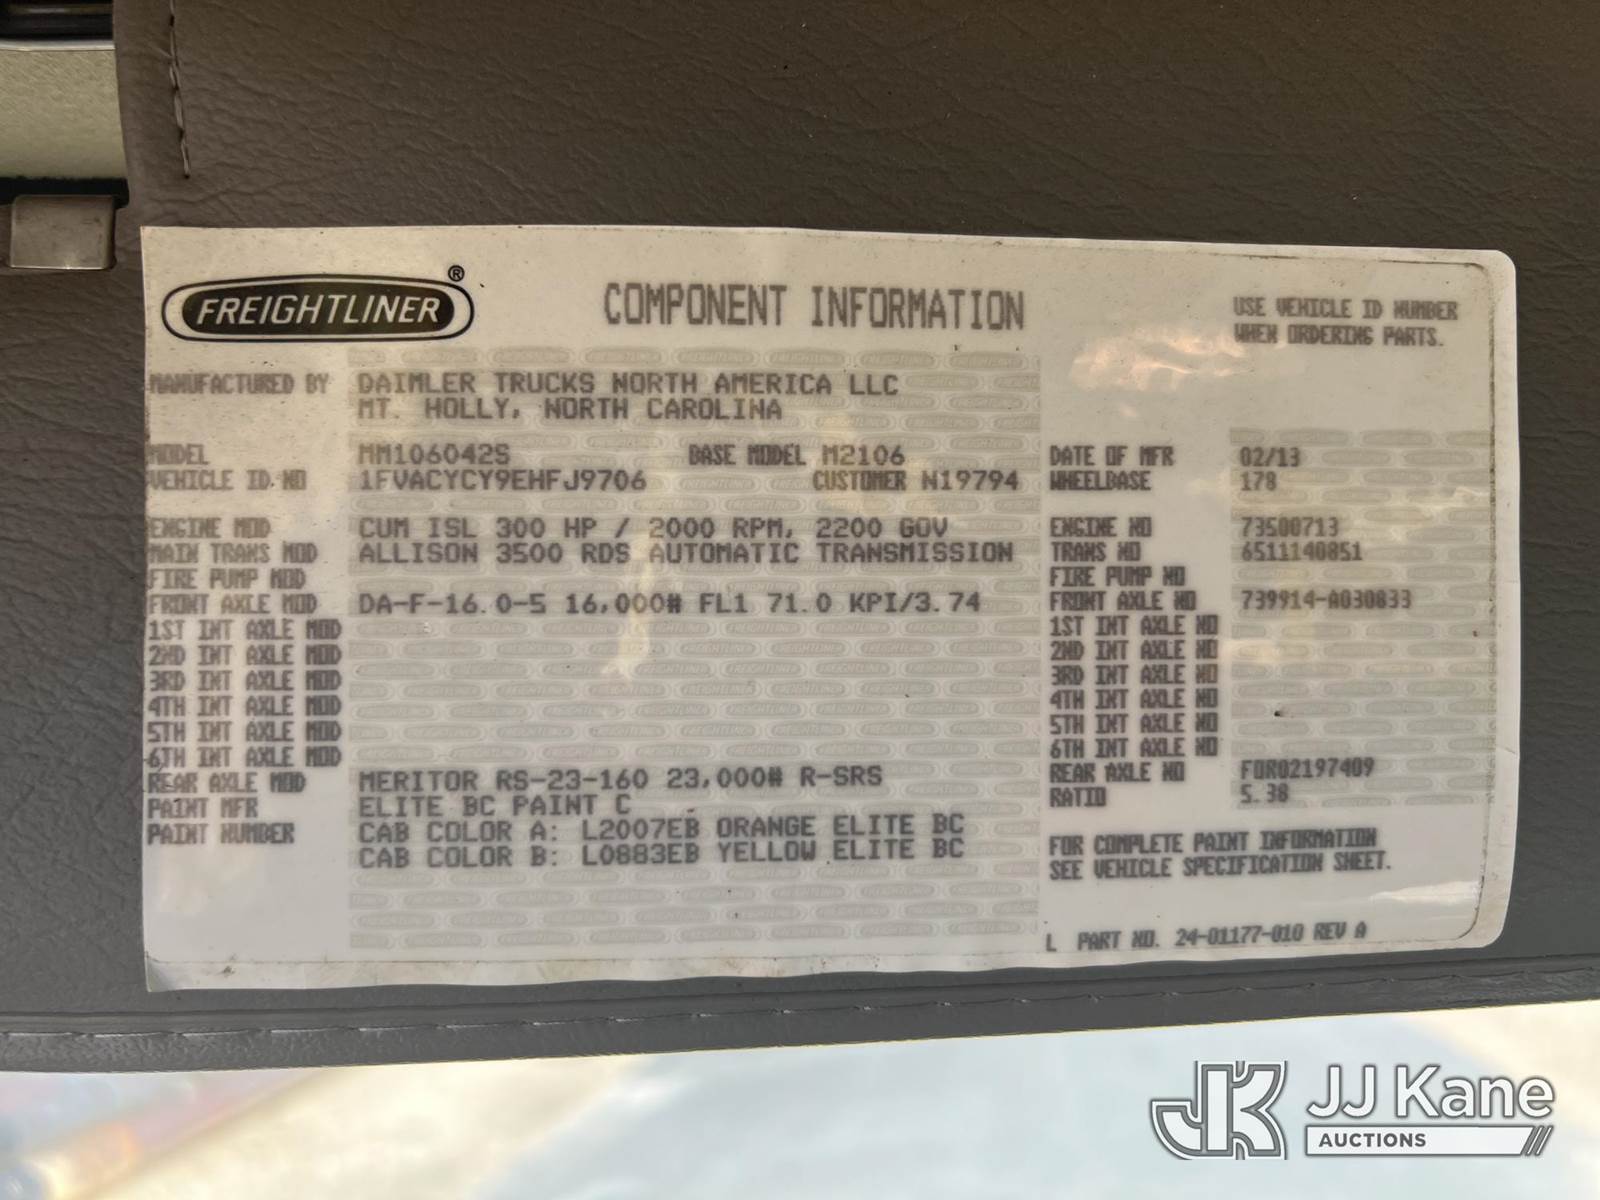 FREIGHTLINER®
COMPONENT INFORMATION
USE VEHICLE ID NUMBER
WHEN ORDERING PARTS.
MANUFACTURED BY DAIMLER TRUCKS NORTH AMERICA LLC
MT. HOLLY, NORTH CAROLINA
MODEL MM106042S BASE MODEL M2106 DATE OF MFR 02/13
VEHICLE ID NO 1FVACYCY9EHFJ9706 CUSTOMER N19794 WHEELBASE 178
ENGINE MOD CUM ISL 300 HP / 2000 RPM, 2200 GOV ENGINE NO 73500713
MAIN TRANS MOD ALLISON 3500 RDS AUTOMATIC TRANSMISSION TRANS NO 6511140851
FIRE PUMP MOD FIRE PUMP NO
FRONT AXLE MOD DA-F-16.0-5 16,000# FL1 71.0 KPI/3.74 FRONT AXLE NO 739914-A030833
1ST INT AXLE MOD 1ST INT AXLE NO
2ND INT AXLE MOD 2ND INT AXLE NO
3RD INT AXLE MOD 3RD INT AXLE NO
4TH INT AXLE MOD 4TH INT AXLE NO
5TH INT AXLE MOD 5TH INT AXLE NO
6TH INT AXLE MOD 6TH INT AXLE NO
REAR AXLE MOD MERITOR RS-23-160 23,000# R-SRS REAR AXLE NO FOR02197409
PAINT MFR ELITE BC PAINT C RATIO 5.38
PAINT NUMBER CAB COLOR A: L2007EB ORANGE ELITE BC
CAB COLOR B: L0883EB YELLOW ELITE BC
FOR COMPLETE PAINT INFORMATION
SEE VEHICLE SPECIFICATION SHEET.
L PART NO. 24-01177-010 REV A
JK JJ Kane
AUCTIONS